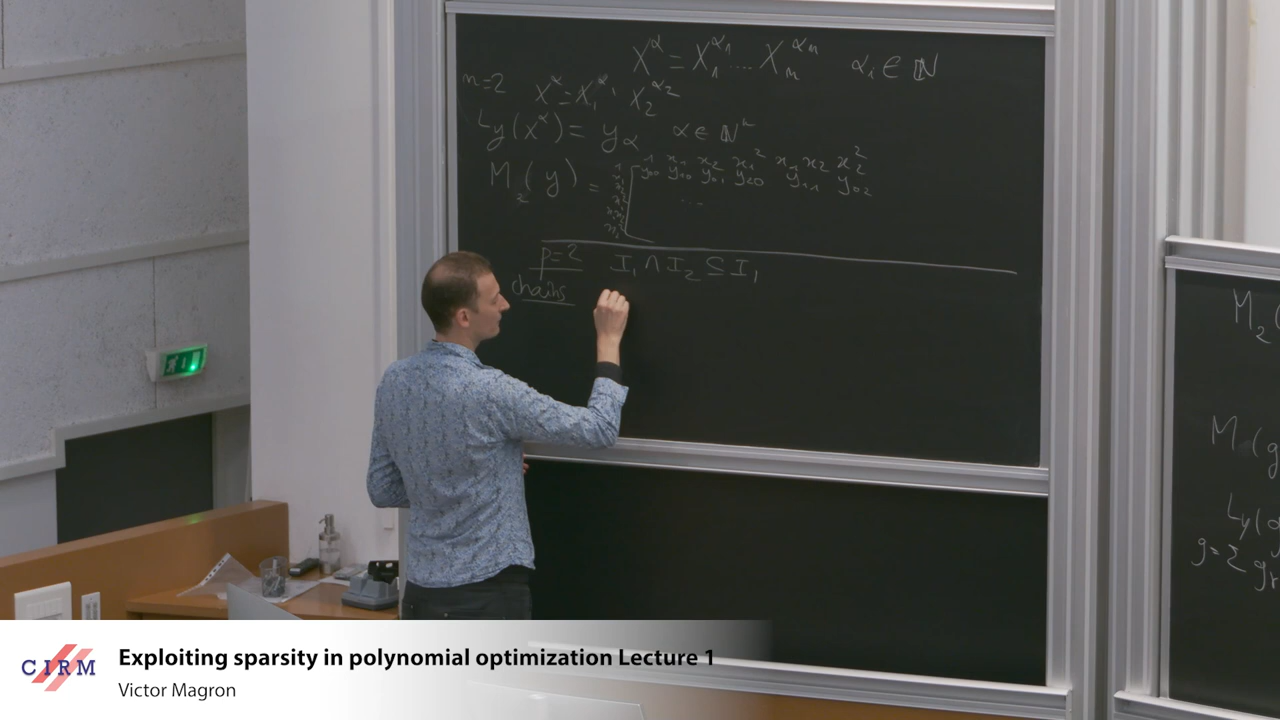 X^α = X_1^α1 .... X_n^αn α_i ∈ ℕ
n=2 X^α = X_1^α1 X_2^α2
L_y(x^α) = y_α α ∈ ℕ^n
1 x_1 x_2 x_1^2 x_1x_2 x_2^2
M_2(y) = y_00 y_10 y_01 y_20 y_11 y_02
...
p=2 I_1 ∩ I_2 ⊆ I_1
chains
M_2(
M(g
L_y(
g=Σ g
CIRM
Exploiting sparsity in polynomial optimization Lecture 1
Victor Magron